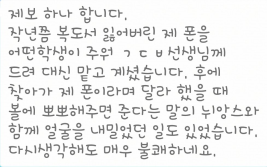 제보 하나 합니다.
작년쯤 복도서 잃어버린 제 폰을
어떤학생이 주워 ㄱ ㄷ ㅂ선생님께
드려 대신 맡고 계셨습니다. 후에
찾아가 제 폰이라며 달라 했을 때
볼에 뽀뽀해주면 준다는 말의 뉘앙스와
함께 얼굴을 내밀었던 일도 있었습니다.
다시생각해도 매우 불쾌하네요.